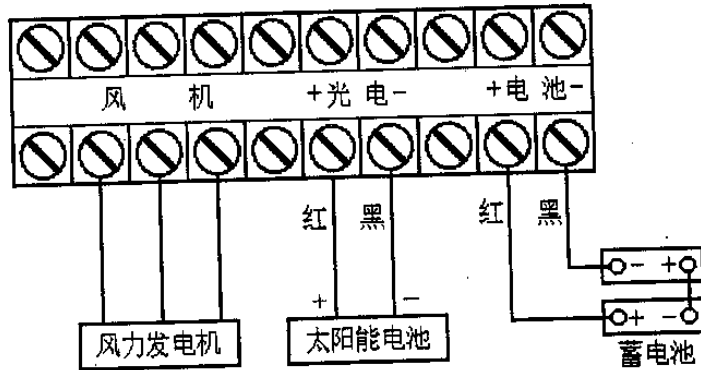 风 机 +光电- +电池-
红 黑 红 黑
- +
+ -
+ -
风力发电机 太阳能电池 蓄电池